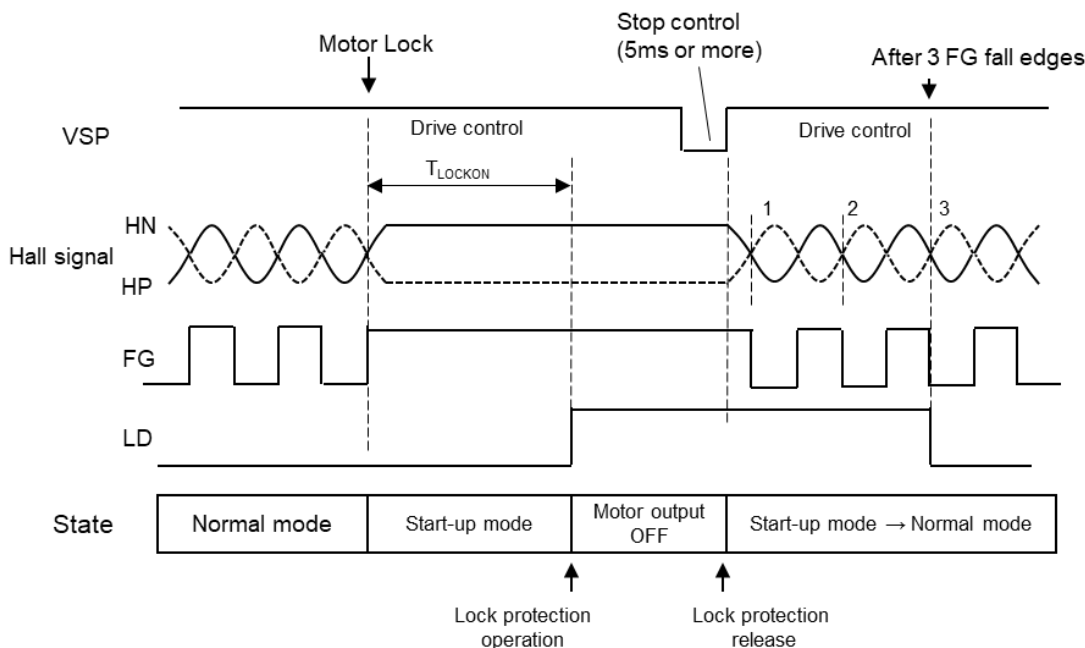 Stop control
(5ms or more)
Motor Lock
After 3 FG fall edges
VSP
Drive control
Drive control
TLOCKON
HN
1
2
3
Hall signal
HP
FG
LD
State
Normal mode
Start-up mode
Motor output
OFF
Start-up mode → Normal mode
Lock protection
operation
Lock protection
release